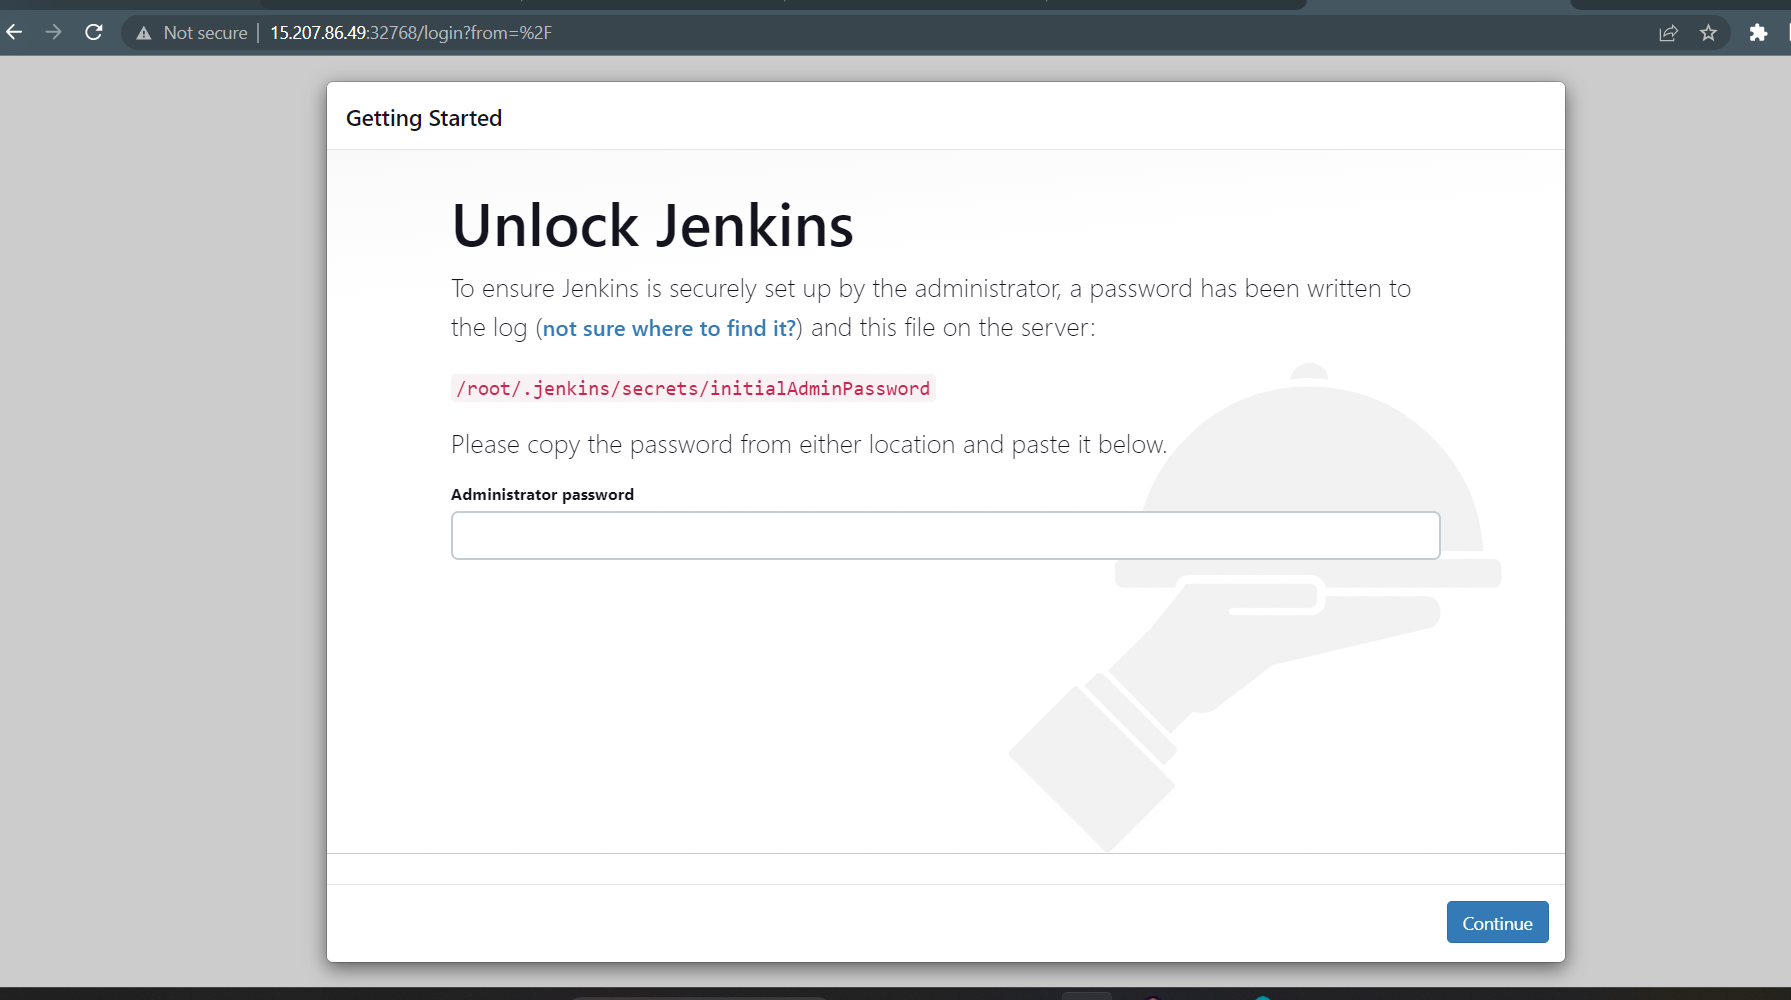 Not secure | 15.207.86.49:32768/login?from=%2F
Getting Started
Unlock Jenkins
To ensure Jenkins is securely set up by the administrator, a password has been written to
the log (not sure where to find it?) and this file on the server:
/root/.jenkins/secrets/initialAdminPassword
Please copy the password from either location and paste it below.
Administrator password
Continue